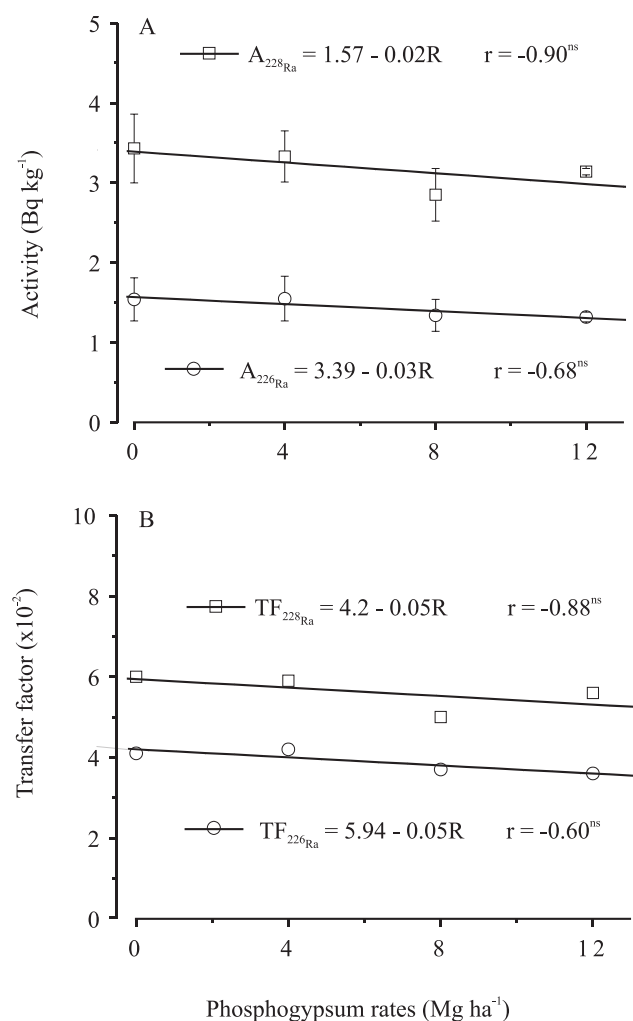 A
A₂₂₈Ra = 1.57 - 0.02R r = -0.90ⁿˢ
A₂₂₆Ra = 3.39 - 0.03R r = -0.68ⁿˢ
Activity (Bq kg⁻¹)
5
4
3
2
1
0
0 4 8 12
B
TF₂₂₈Ra = 4.2 - 0.05R r = -0.88ⁿˢ
TF₂₂₆Ra = 5.94 - 0.05R r = -0.60ⁿˢ
Transfer factor (x10⁻²)
10
8
6
4
2
0
0 4 8 12
Phosphogypsum rates (Mg ha⁻¹)